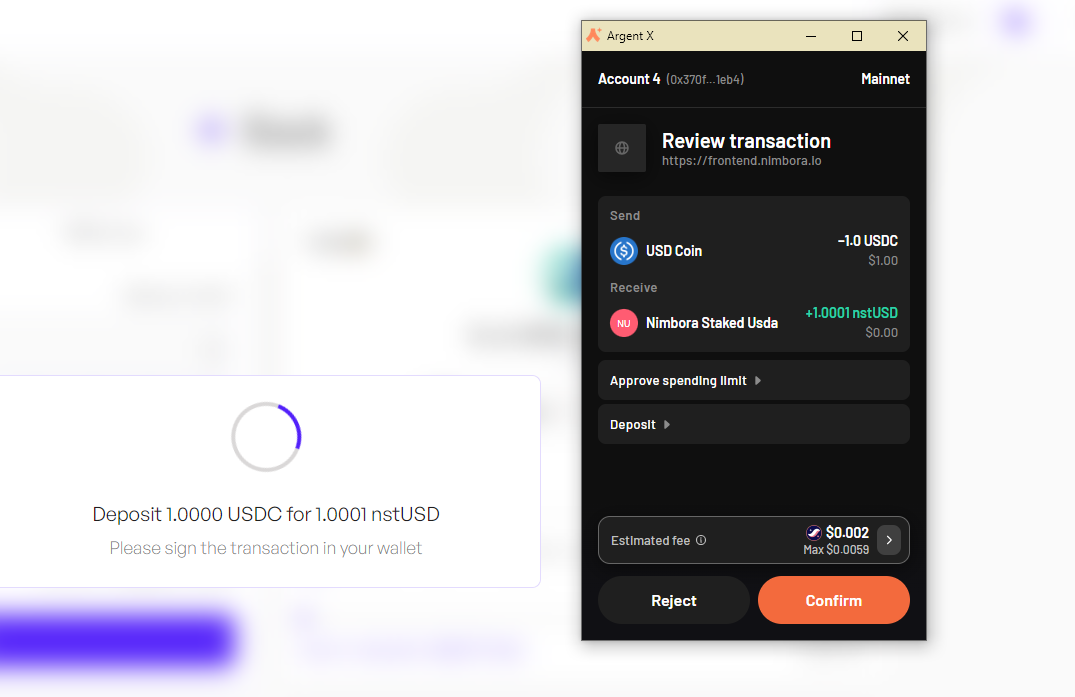 Argent X
Account 4 (0x370f...1eb4) Mainnet
Review transaction
https://frontend.nimbora.io
Send
USD Coin
−1.0 USDC
$1.00
Receive
NU
Nimbora Staked Usda
+1.0001 nstUSD
$0.00
Approve spending limit
Deposit
Estimated fee
$0.002
Max $0.0059
Reject
Confirm
Deposit 1.0000 USDC for 1.0001 nstUSD
Please sign the transaction in your wallet